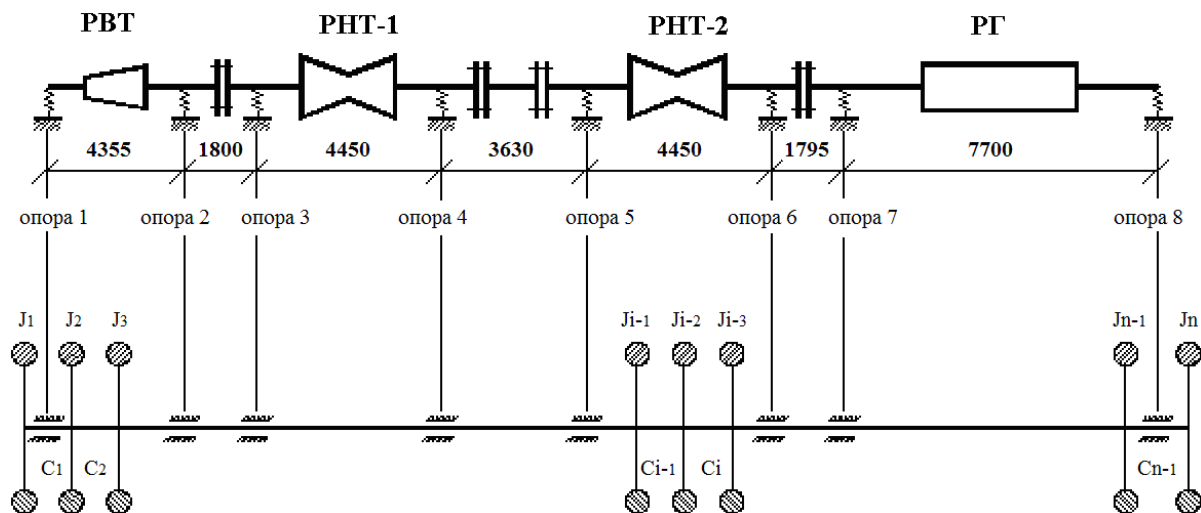 РВТ РНТ-1 РНТ-2 РГ
4355 1800 4450 3630 4450 1795 7700
опора 1 опора 2 опора 3 опора 4 опора 5 опора 6 опора 7 опора 8
J1 J2 J3 Ji-1 Ji-2 Ji-3 Jn-1 Jn
C1 C2 Ci-1 Ci Cn-1